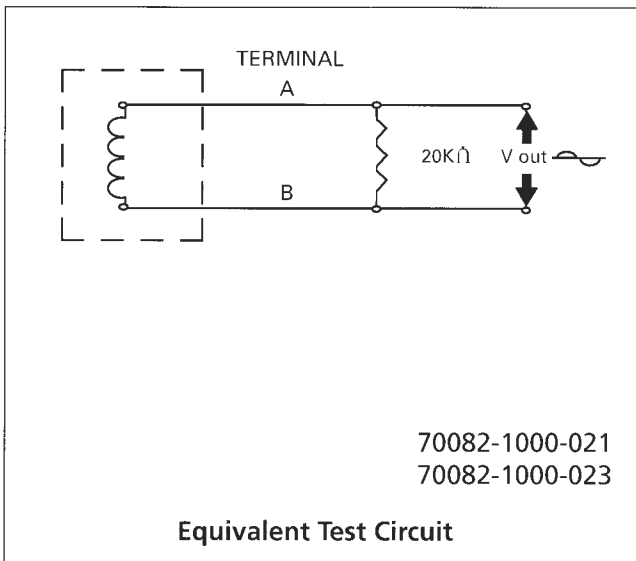 TERMINAL
A
20KΩ V out
B
70082-1000-021
70082-1000-023
Equivalent Test Circuit